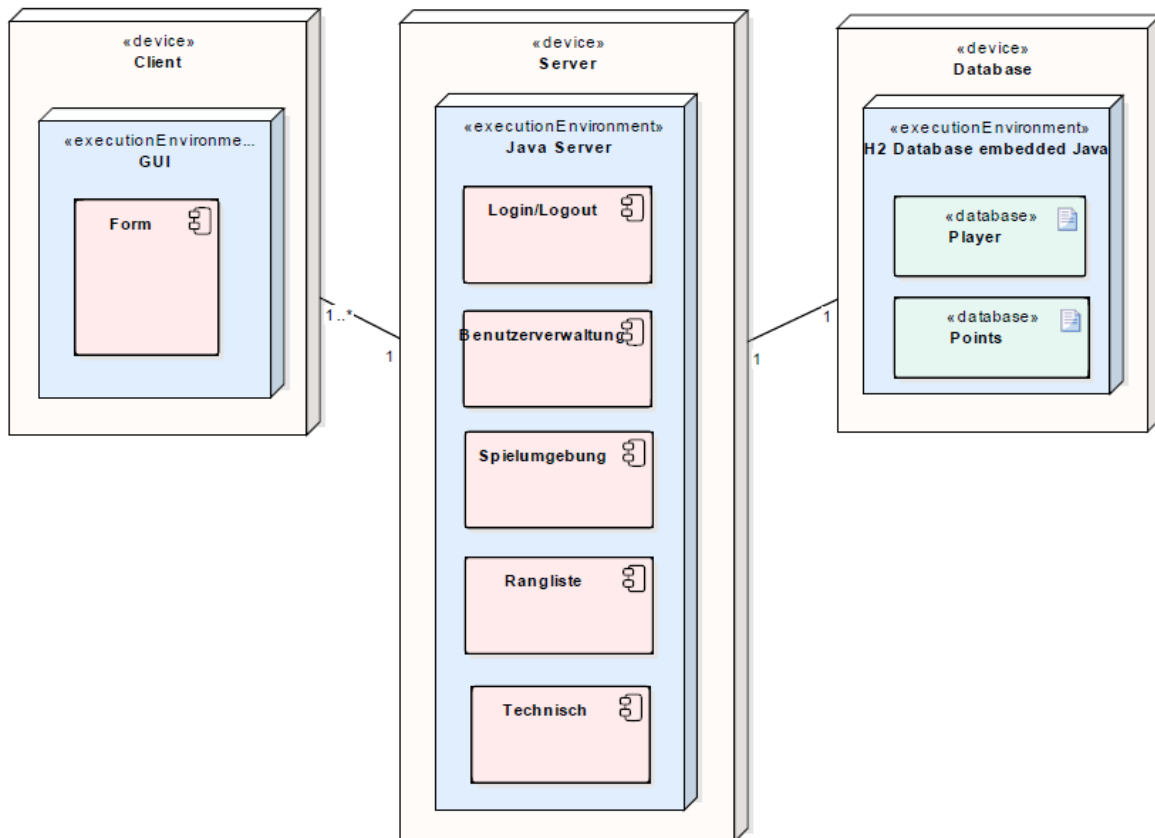 «device»
Client
«executionEnvironme...
GUI
Form
1..*
1
«device»
Server
«executionEnvironment»
Java Server
Login/Logout
Benutzerverwaltung
Spielumgebung
Rangliste
Technisch
1
1
«device»
Database
«executionEnvironment»
H2 Database embedded Java
«database»
Player
«database»
Points